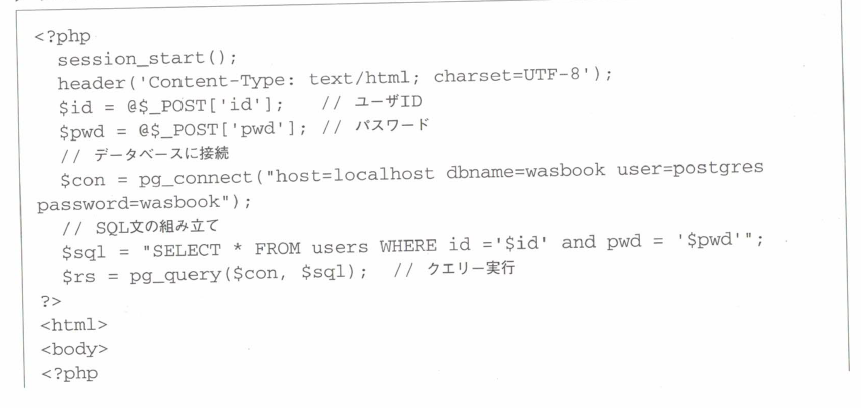 <?php
session_start();
header('Content-Type: text/html; charset=UTF-8');
$id = @$_POST['id'];    // ユーザID
$pwd = @$_POST['pwd']; // パスワード
// データベースに接続
$con = pg_connect("host=localhost dbname=wasbook user=postgres
password=wasbook");
// SQL文の組み立て
$sql = "SELECT * FROM users WHERE id ='$id' and pwd = '$pwd'";
$rs = pg_query($con, $sql);  // クエリー実行
?>
<html>
<body>
<?php